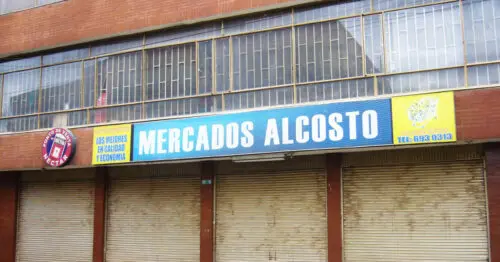 LOS MEJORES
EN CALIDAD
Y ECONOMIA
MERCADOS ALCOSTO
TEL: 693 0313